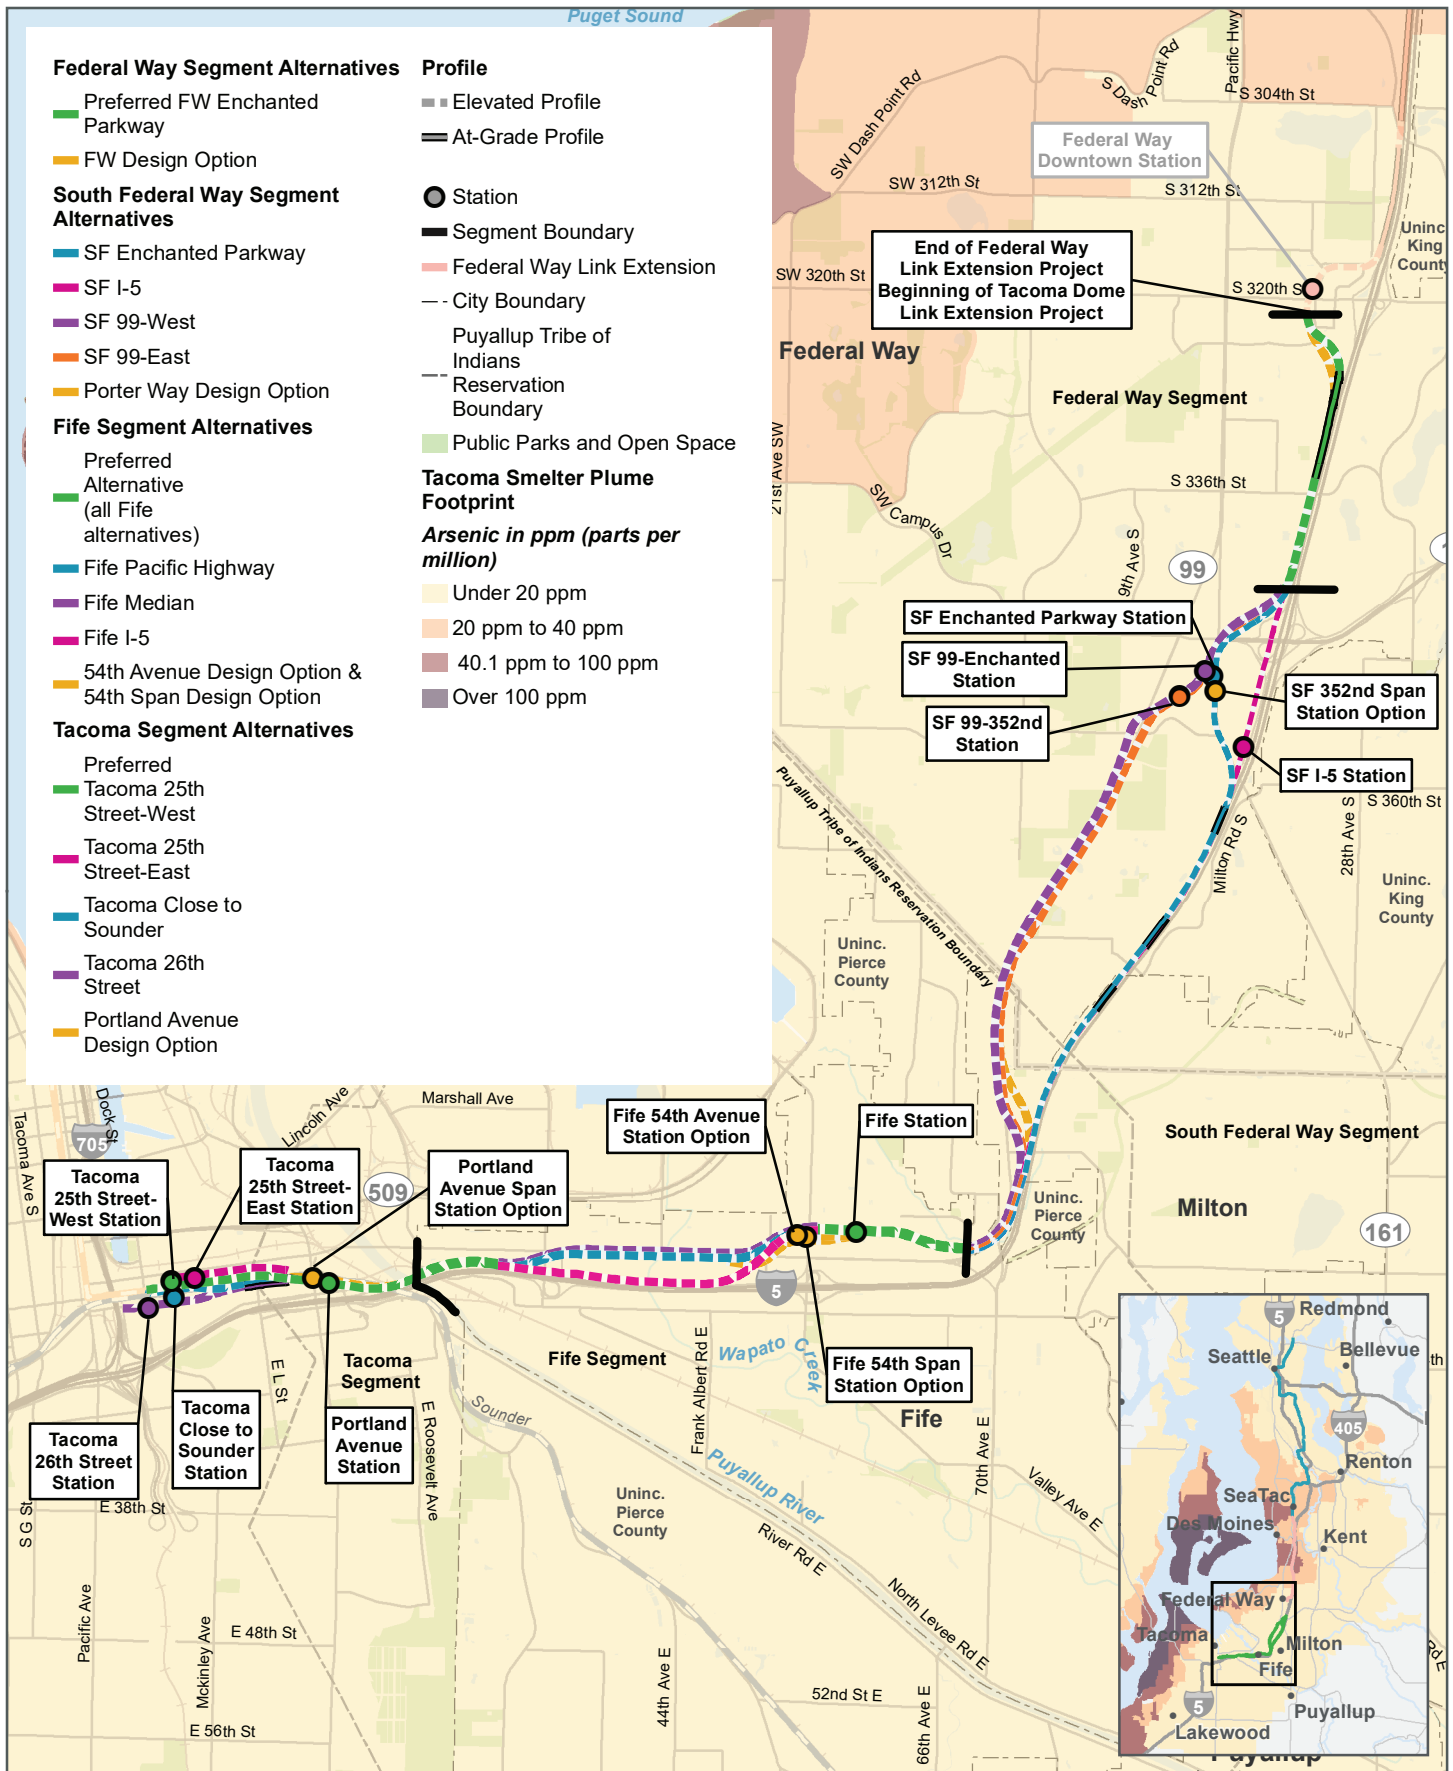 Puget Sound
Federal Way Segment Alternatives
Preferred FW Enchanted
Parkway
FW Design Option
South Federal Way Segment
Alternatives
SF Enchanted Parkway
SF I-5
SF 99-West
SF 99-East
Porter Way Design Option
Fife Segment Alternatives
Preferred
Alternative
(all Fife
alternatives)
Fife Pacific Highway
Fife Median
Fife I-5
54th Avenue Design Option &
54th Span Design Option
Tacoma Segment Alternatives
Preferred
Tacoma 25th
Street-West
Tacoma 25th
Street-East
Tacoma Close to
Sounder
Tacoma 26th
Street
Portland Avenue
Design Option
Profile
Elevated Profile
At-Grade Profile
Station
Segment Boundary
Federal Way Link Extension
City Boundary
Puyallup Tribe of
Indians
Reservation
Boundary
Public Parks and Open Space
Tacoma Smelter Plume
Footprint
Arsenic in ppm (parts per
million)
Under 20 ppm
20 ppm to 40 ppm
40.1 ppm to 100 ppm
Over 100 ppm
SW Dash Point Rd
S Dash Point Rd
Pacific Hwy
S 304th St
Federal Way
Downtown Station
SW 312th St
S 312th St
Uninc.
King
County
End of Federal Way
Link Extension Project
Beginning of Tacoma Dome
Link Extension Project
SW 320th St
S 320th S
Federal Way
Federal Way Segment
21st Ave SW
S 336th St
SW Campus Dr
9th Ave S
99
SF Enchanted Parkway Station
SF 99-Enchanted
Station
SF 352nd Span
Station Option
SF 99-352nd
Station
SF I-5 Station
S 360th St
28th Ave S
Milton Rd S
Puyallup Tribe of Indians Reservation Boundary
Uninc.
King
County
Uninc.
Pierce
County
South Federal Way Segment
Milton
161
Uninc.
Pierce
County
Tacoma Ave S
Dock St
705
Lincoln Ave
Marshall Ave
509
Fife 54th Avenue
Station Option
Fife Station
Tacoma
25th Street-
West Station
Tacoma
25th Street-
East Station
Portland
Avenue Span
Station Option
5
Wapato Creek
Fife 54th Span
Station Option
Fife
Fife Segment
Frank Albert Rd E
70th Ave E
Tacoma
Segment
E L St
E Roosevelt Ave
Sounder
Tacoma
26th Street
Station
Tacoma
Close to
Sounder
Station
Portland
Avenue
Station
E 38th St
S G St
Uninc.
Pierce
County
Puyallup River
River Rd E
Valley Ave E
North Levee Rd E
Pacific Ave
Mckinley Ave
E 48th St
E 56th St
44th Ave E
52nd St E
66th Ave E
5
Redmond
Seattle
Bellevue
405
Renton
SeaTac
Des Moines
Kent
Federal Way
Tacoma
Milton
Fife
5
Puyallup
Lakewood
th
Rd E
Puyallup